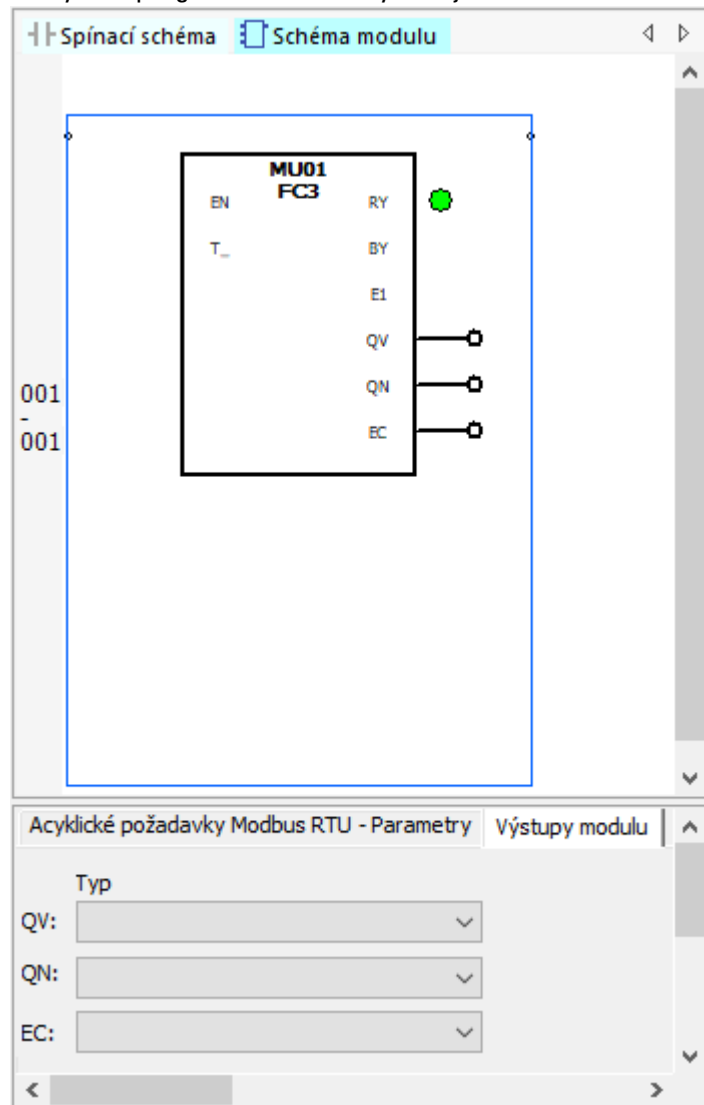 Spínací schéma Schéma modulu
MU01
FC3
EN RY
T_ BY
E1
QV
001 QN
-
001 EC
Acyklické požadavky Modbus RTU - Parametry Výstupy modulu
Typ
QV:
QN:
EC: